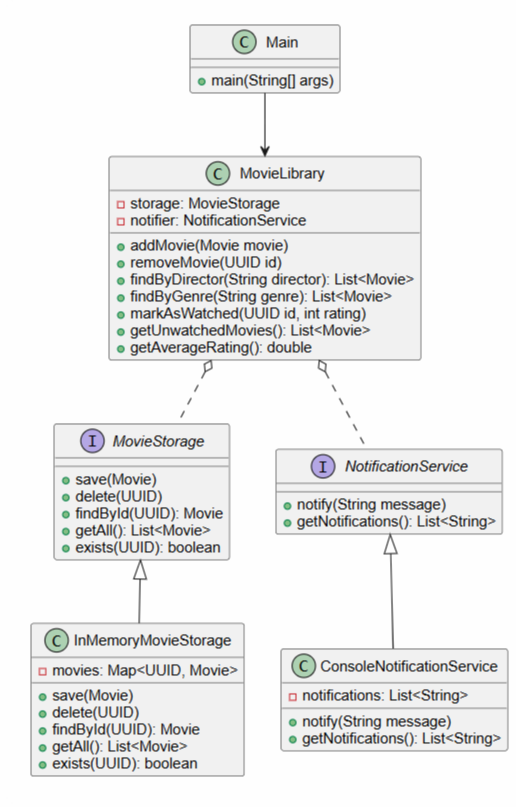 C Main
main(String[] args)
C MovieLibrary
storage: MovieStorage
notifier: NotificationService
addMovie(Movie movie)
removeMovie(UUID id)
findByDirector(String director): List<Movie>
findByGenre(String genre): List<Movie>
markAsWatched(UUID id, int rating)
getUnwatchedMovies(): List<Movie>
getAverageRating(): double
I MovieStorage
save(Movie)
delete(UUID)
findById(UUID): Movie
getAll(): List<Movie>
exists(UUID): boolean
I NotificationService
notify(String message)
getNotifications(): List<String>
C InMemoryMovieStorage
movies: Map<UUID, Movie>
save(Movie)
delete(UUID)
findById(UUID): Movie
getAll(): List<Movie>
exists(UUID): boolean
C ConsoleNotificationService
notifications: List<String>
notify(String message)
getNotifications(): List<String>